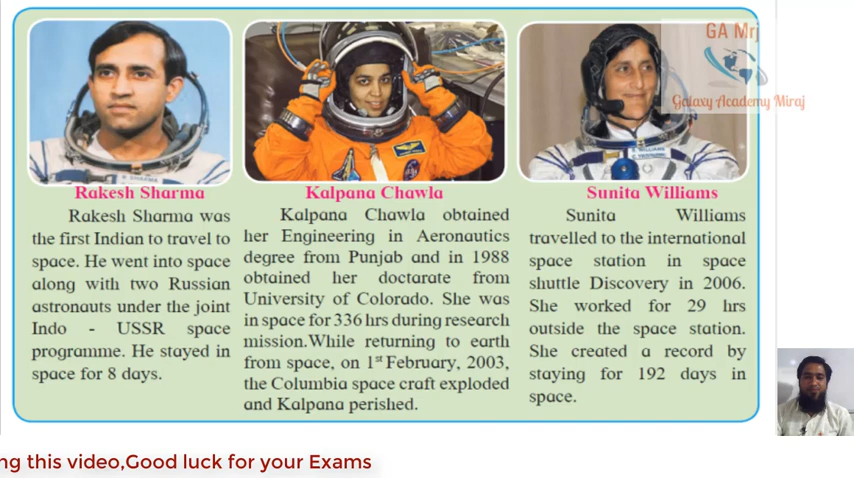 GA Mrj
Galaxy Academy Miraj
Rakesh Sharma
Rakesh Sharma was
the first Indian to travel to
space. He went into space
along with two Russian
astronauts under the joint
Indo - USSR space
programme. He stayed in
space for 8 days.
Kalpana Chawla
Kalpana Chawla obtained
her Engineering in Aeronautics
degree from Punjab and in 1988
obtained her doctarate from
University of Colorado. She was
in space for 336 hrs during research
mission.While returning to earth
from space, on 1st February, 2003,
the Columbia space craft exploded
and Kalpana perished.
Sunita Williams
Sunita Williams
travelled to the international
space station in space
shuttle Discovery in 2006.
She worked for 29 hrs
outside the space station.
She created a record by
staying for 192 days in
space.
ng this video,Good luck for your Exams